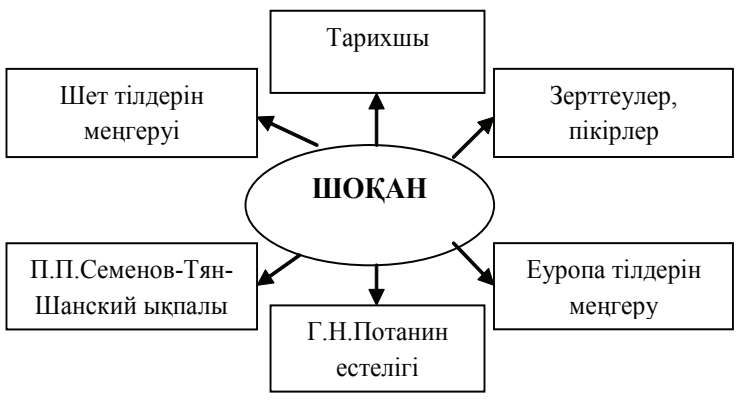 Тарихшы
Шет тілдерін
меңгеруі
Зерттеулер,
пікірлер
ШОҚАН
П.П.Семенов-Тян-
Шанский ықпалы
Еуропа тілдерін
меңгеру
Г.Н.Потанин
естелігі